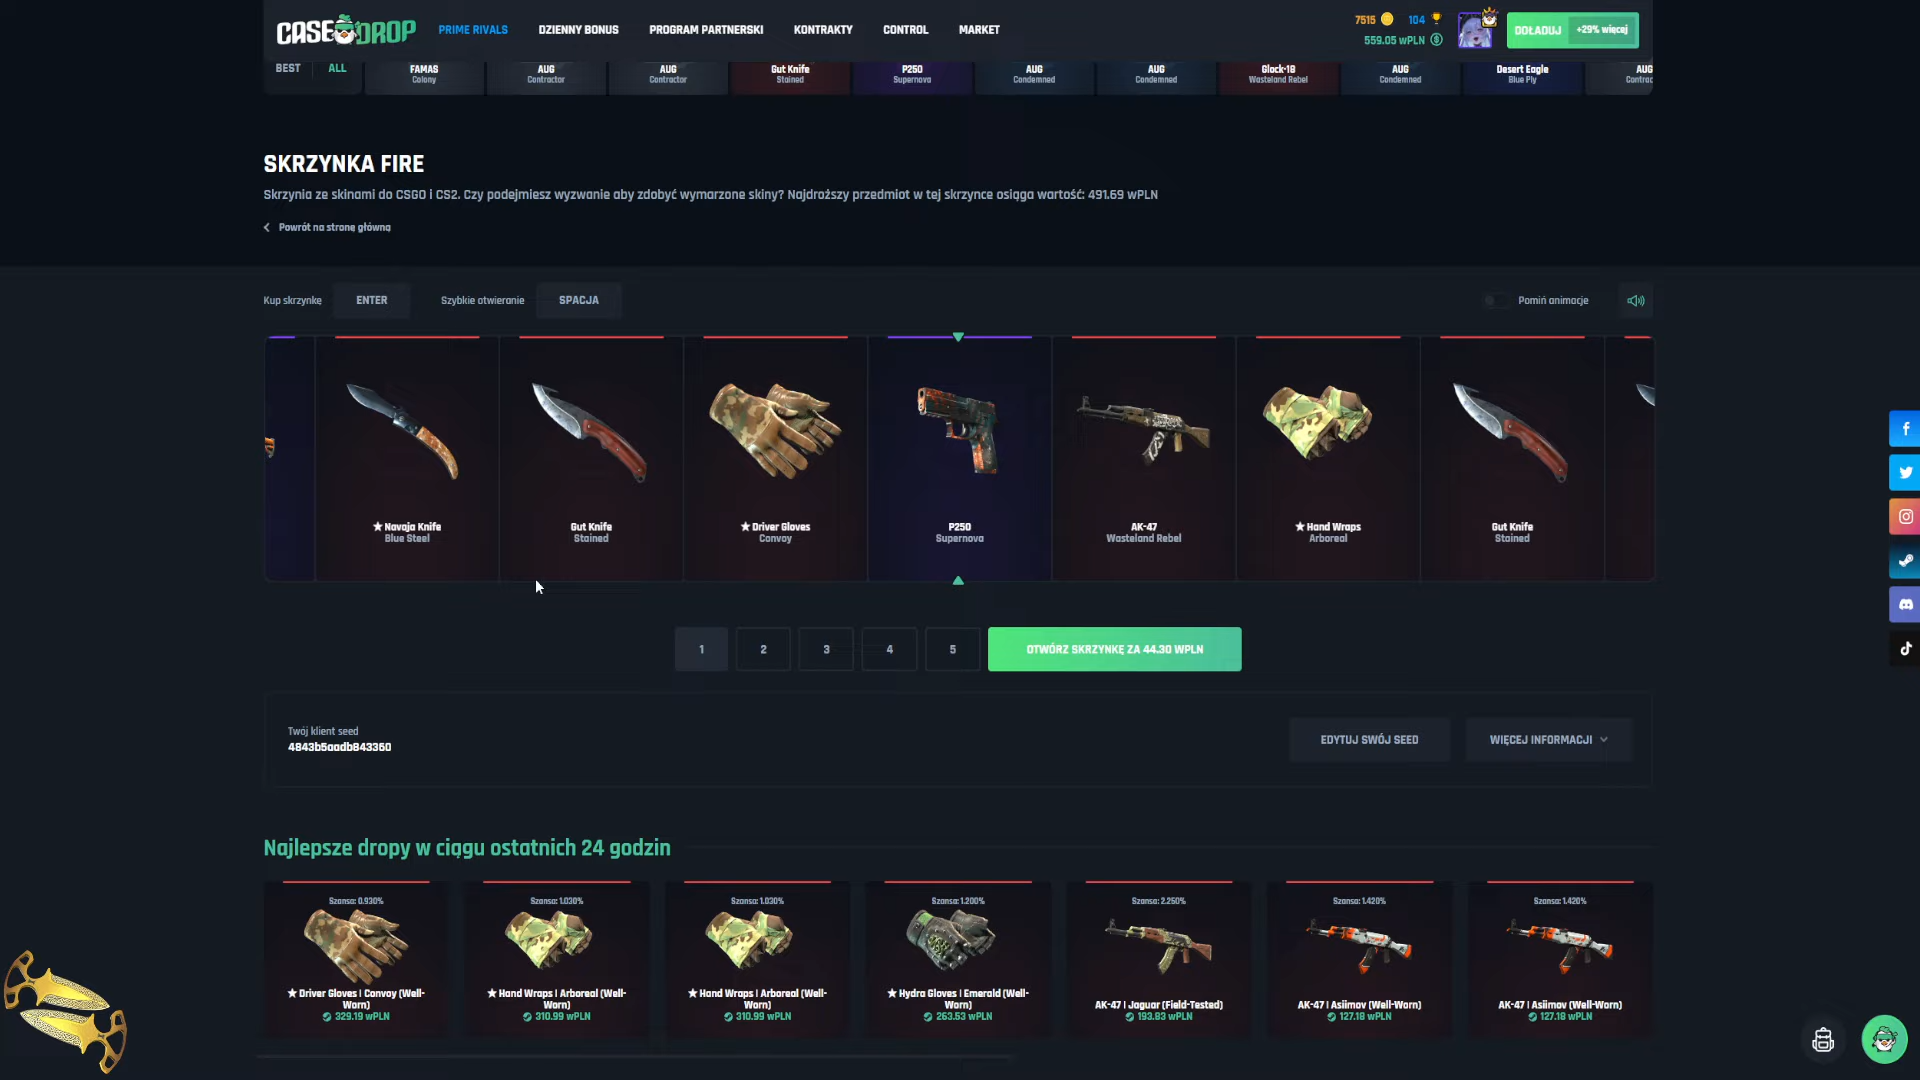 CASE DROP
PRIME RIVALS
DZIENNY BONUS
PROGRAM PARTNERSKI
KONTRAKTY
CONTROL
MARKET
7515
104
559.05 wPLN
DOŁADUJ
+29% więcej
BEST
ALL
FAMAS
Colony
AUG
Contractor
AUG
Contractor
Gut Knife
Stained
P250
Supernova
AUG
Condemned
AUG
Condemned
Glock-18
Wasteland Rebel
AUG
Condemned
Desert Eagle
Blue Ply
AUG
Contrac
SKRZYNKA FIRE
Skrzynia ze skinami do CSGO i CS2. Czy podejmiesz wyzwanie aby zdobyć wymarzone skiny? Najdroższy przedmiot w tej skrzynce osiąga wartość: 491.69 wPLN
Powrót na stronę główną
Kup skrzynkę
ENTER
Szybkie otwieranie
SPACJA
Pomiń animacje
★ Navaja Knife
Blue Steel
Gut Knife
Stained
★ Driver Gloves
Convoy
P250
Supernova
AK-47
Wasteland Rebel
★ Hand Wraps
Arboreal
Gut Knife
Stained
1
2
3
4
5
OTWÓRZ SKRZYNKĘ ZA 44.30 WPLN
Twój klient seed
4843b5aadb843360
EDYTUJ SWÓJ SEED
WIĘCEJ INFORMACJI
Najlepsze dropy w ciągu ostatnich 24 godzin
Szansa: 0.930%
★ Driver Gloves | Convoy (Well-
Worn)
329.19 wPLN
Szansa: 1.030%
★ Hand Wraps | Arboreal (Well-
Worn)
310.99 wPLN
Szansa: 1.030%
★ Hand Wraps | Arboreal (Well-
Worn)
310.99 wPLN
Szansa: 1.200%
★ Hydra Gloves | Emerald (Well-
Worn)
263.53 wPLN
Szansa: 2.250%
AK-47 | Jaguar (Field-Tested)
193.83 wPLN
Szansa: 1.420%
AK-47 | Asiimov (Well-Worn)
127.18 wPLN
Szansa: 1.420%
AK-47 | Asiimov (Well-Worn)
127.18 wPLN